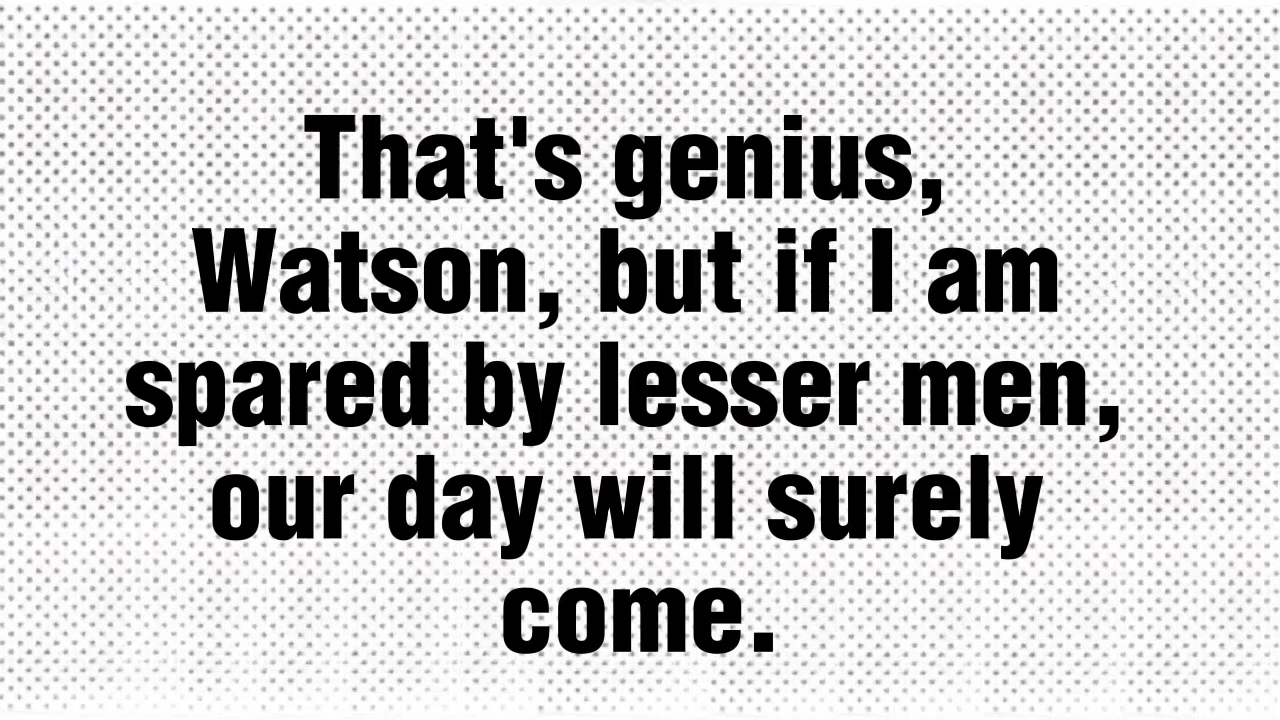 That's genius,
Watson, but if I am
spared by lesser men,
our day will surely
come.